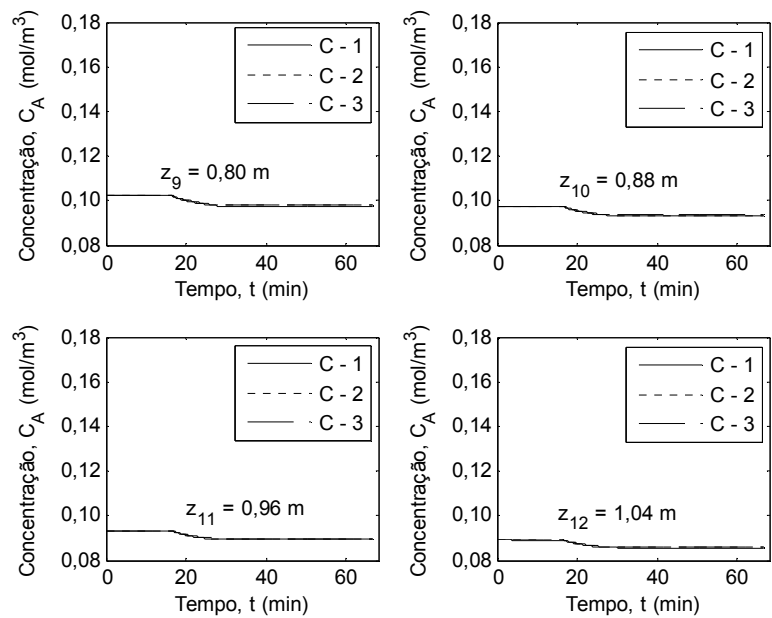 Concentração, C_A (mol/m³)
0,18
0,16
0,14
0,12
0,10
0,08
C - 1
C - 2
C - 3
z_9 = 0,80 m
0 20 40 60
Tempo, t (min)
Concentração, C_A (mol/m³)
0,18
0,16
0,14
0,12
0,10
0,08
C - 1
C - 2
C - 3
z_10 = 0,88 m
0 20 40 60
Tempo, t (min)
Concentração, C_A (mol/m³)
0,18
0,16
0,14
0,12
0,10
0,08
C - 1
C - 2
C - 3
z_11 = 0,96 m
0 20 40 60
Tempo, t (min)
Concentração, C_A (mol/m³)
0,18
0,16
0,14
0,12
0,10
0,08
C - 1
C - 2
C - 3
z_12 = 1,04 m
0 20 40 60
Tempo, t (min)